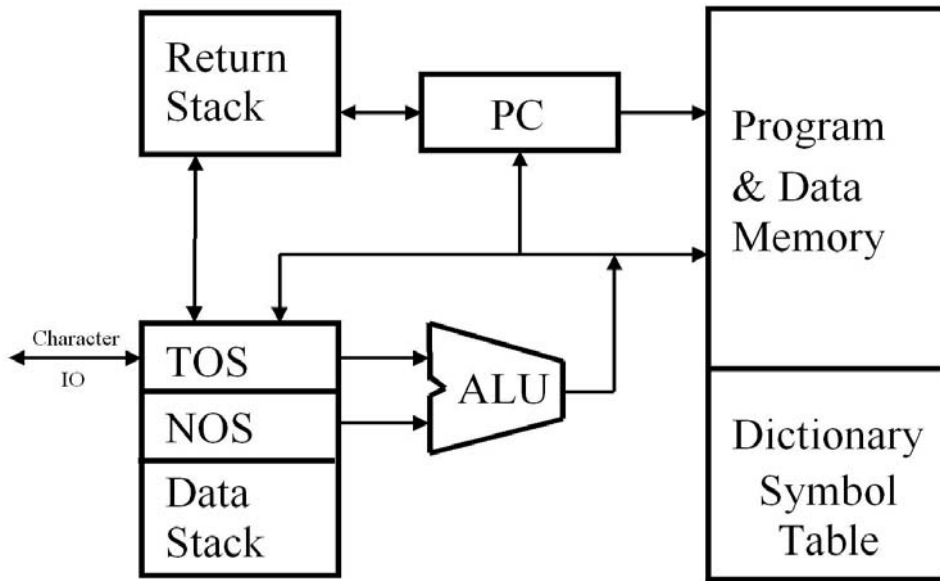 Return
Stack
PC
Program
& Data
Memory
Character
IO
TOS
NOS
Data
Stack
ALU
Dictionary
Symbol
Table